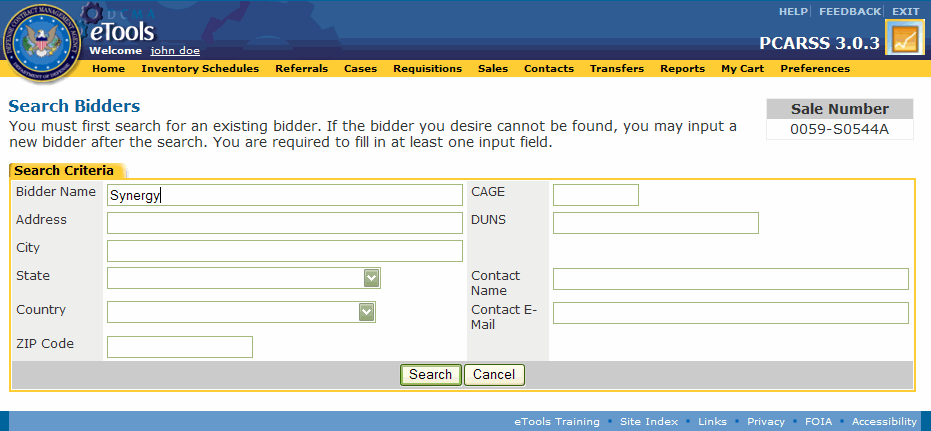 HELP FEEDBACK EXIT
DCMA
eTools
Welcome john doe
PCARSS 3.0.3
Home Inventory Schedules Referrals Cases Requisitions Sales Contacts Transfers Reports My Cart Preferences
Search Bidders
You must first search for an existing bidder. If the bidder you desire cannot be found, you may input a
new bidder after the search. You are required to fill in at least one input field.
Sale Number
0059-S0544A
Search Criteria
Bidder Name Synergy CAGE
Address DUNS
City
State Contact
Name
Country Contact E-
Mail
ZIP Code
Search Cancel
eTools Training • Site Index • Links • Privacy • FOIA • Accessibility